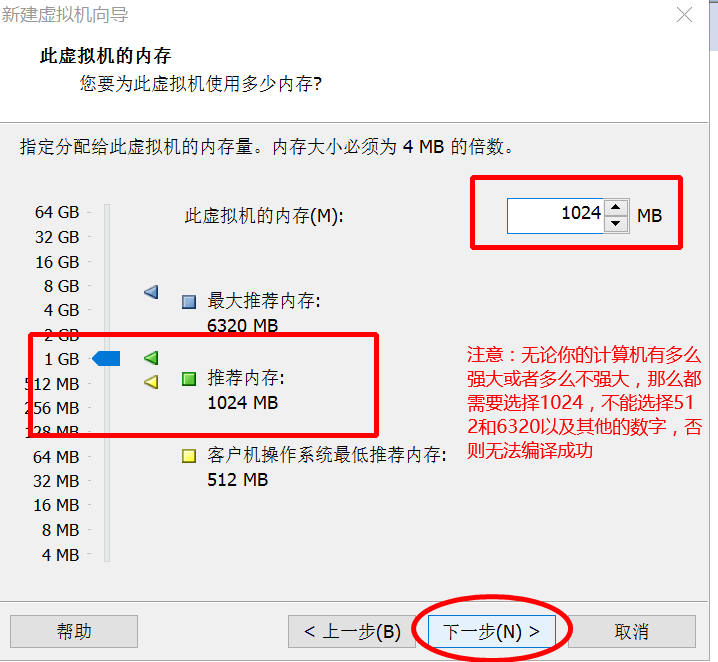 新建虚拟机向导
此虚拟机的内存
您要为此虚拟机使用多少内存?
指定分配给此虚拟机的内存量。内存大小必须为 4 MB 的倍数。
64 GB
32 GB
16 GB
8 GB
4 GB
2 GB
1 GB
512 MB
256 MB
128 MB
64 MB
32 MB
16 MB
8 MB
4 MB
此虚拟机的内存(M):
1024 MB
最大推荐内存:
6320 MB
推荐内存:
1024 MB
客户机操作系统最低推荐内存:
512 MB
注意：无论你的计算机有多么
强大或者多么不强大，那么都
需要选择1024，不能选择51
2和6320以及其他的数字，否
则无法编译成功
帮助
< 上一步(B)
下一步(N) >
取消